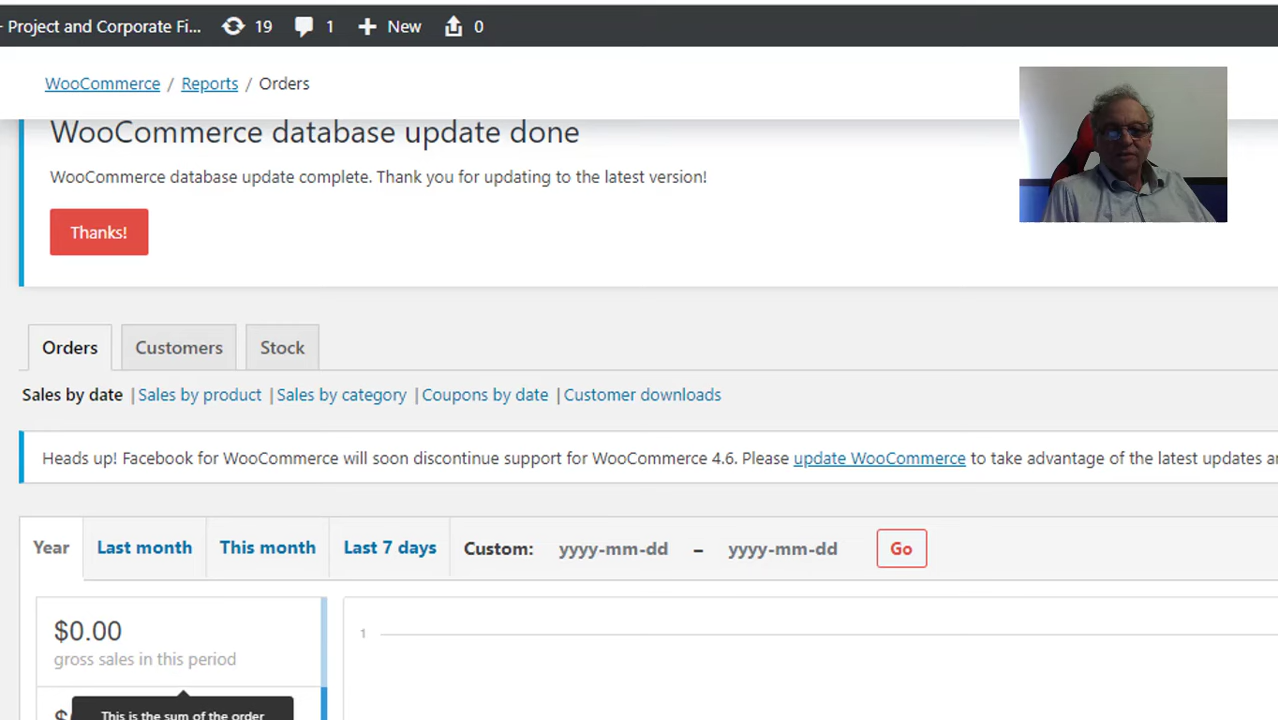 - Project and Corporate Fi... 19 1 + New 0
WooCommerce / Reports / Orders
WooCommerce database update done
WooCommerce database update complete. Thank you for updating to the latest version!
Thanks!
Orders Customers Stock
Sales by date | Sales by product | Sales by category | Coupons by date | Customer downloads
Heads up! Facebook for WooCommerce will soon discontinue support for WooCommerce 4.6. Please update WooCommerce to take advantage of the latest updates
Year Last month This month Last 7 days Custom: yyyy-mm-dd – yyyy-mm-dd Go
$0.00
1
gross sales in this period
This is the sum of the order